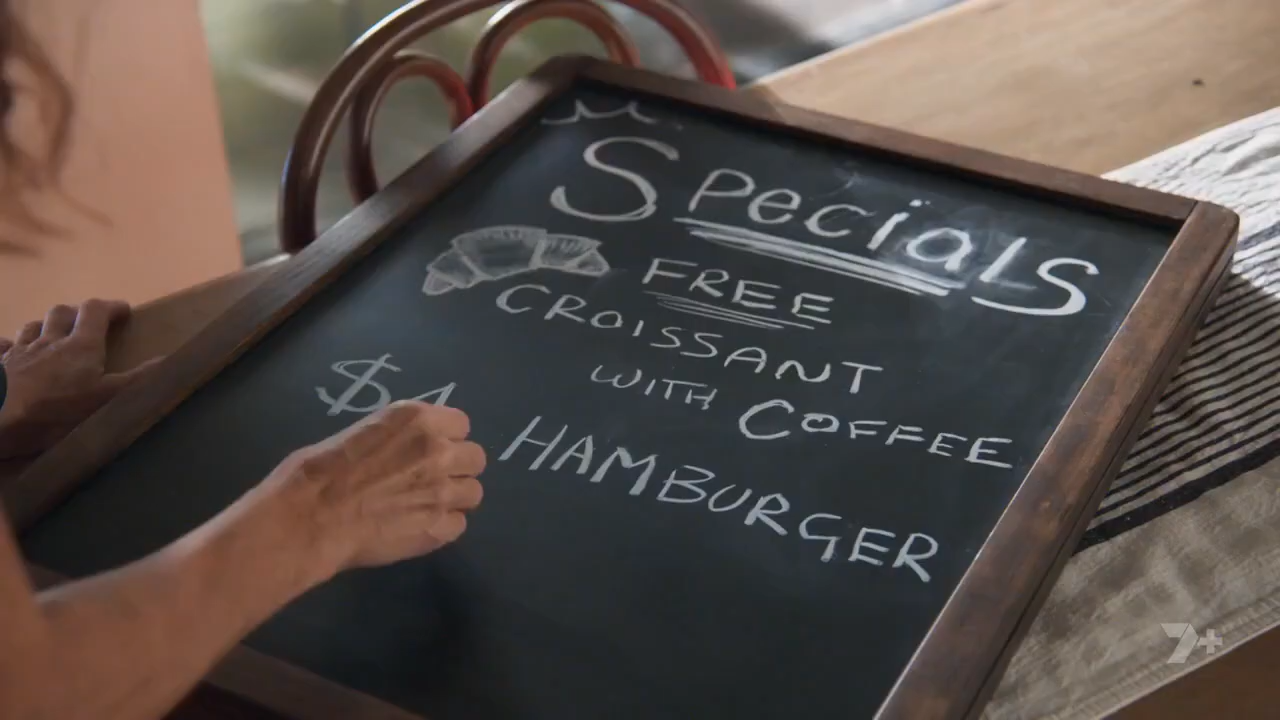 Specials
FREE
CROISSANT
WITH COFFEE
$4 HAMBURGER
7+